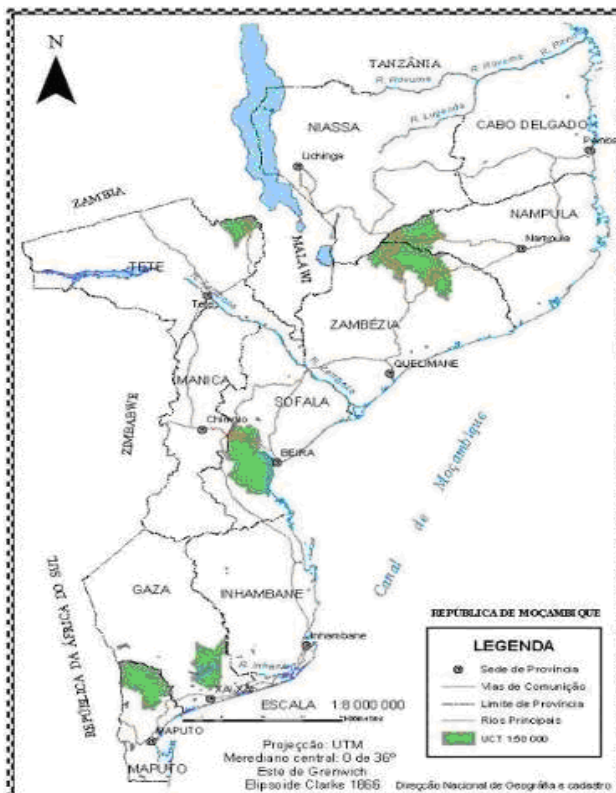 N
TANZÂNIA
R. Rovuma
R. Rovuma
NIASSA
R. Lugenda
CABO DELGADO
Lichinga
Pemba
ZAMBIA
NAMPULA
Nampula
MALAWI
TETE
Tete
ZAMBÉZIA
R. Zambeze
QUELIMANE
MANICA
SOFALA
Chimoio
ZIMBABWE
BEIRA
Canal de Moçambique
REPÚBLICA DA ÁFRICA DO SUL
GAZA
INHAMBANE
Inhambane
XAI-XAI
MAPUTO
MAPUTO
REPÚBLICA DE MOÇAMBIQUE
LEGENDA
Sede de Província
Vias de Comunição
Limite de Província
Rios Principais
UCT 1:50 000
ESCALA 1:8 000 000
Projecção: UTM
Merediano central: 0 de 36º
Este de Grenwich
Elipsoide Clarke 1866
Direcção Nacional de Geográfia e cadastro